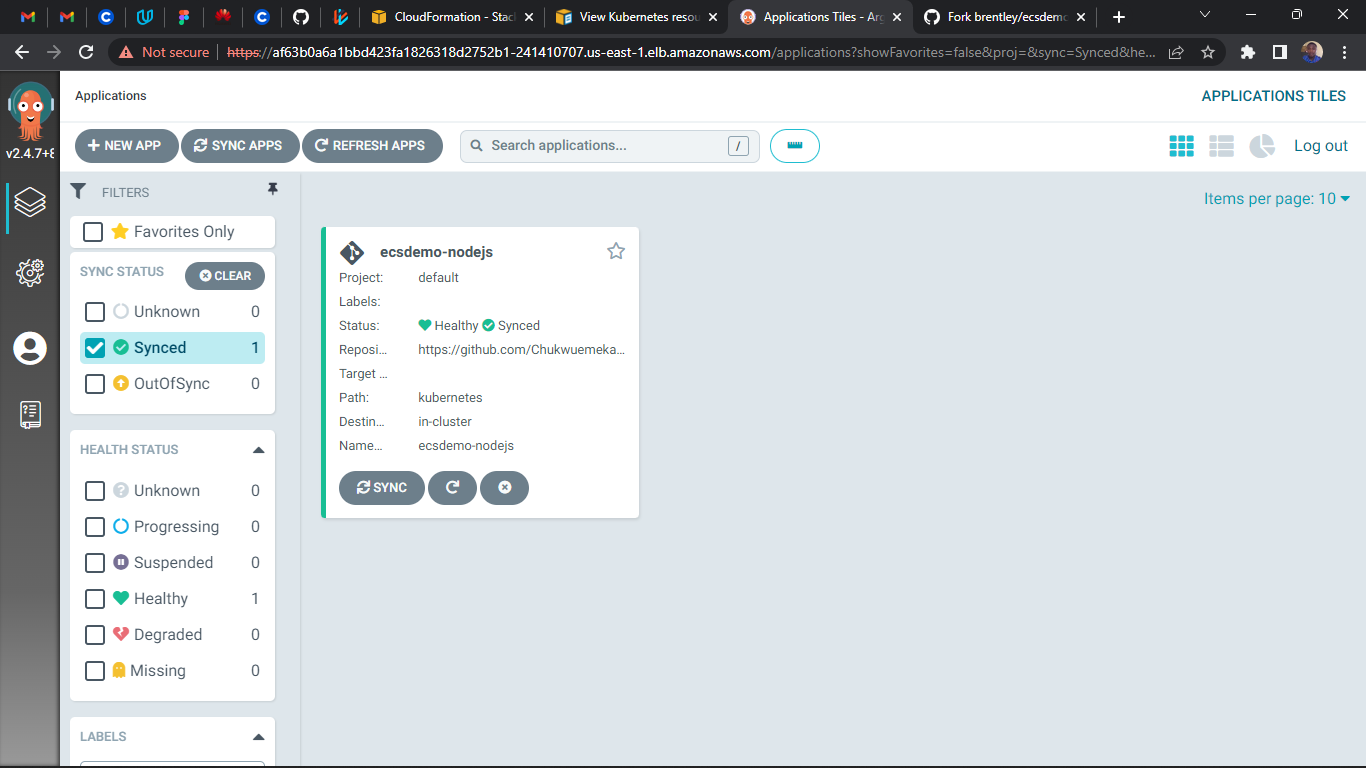 CloudFormation - Stac
View Kubernetes resou
Applications Tiles - Arg
Fork brentley/ecsdemo
Not secure https://af63b0a6a1bbd423fa1826318d2752b1-241410707.us-east-1.elb.amazonaws.com/applications?showFavorites=false&proj=&sync=Synced&he...
v2.4.7+8
Applications
APPLICATIONS TILES
NEW APP
SYNC APPS
REFRESH APPS
Search applications...
/
Log out
FILTERS
Items per page: 10
Favorites Only
SYNC STATUS
CLEAR
Unknown 0
Synced 1
OutOfSync 0
HEALTH STATUS
Unknown 0
Progressing 0
Suspended 0
Healthy 1
Degraded 0
Missing 0
LABELS
ecsdemo-nodejs
Project: default
Labels:
Status: Healthy Synced
Reposi... https://github.com/Chukwuemeka...
Target ...
Path: kubernetes
Destin... in-cluster
Name... ecsdemo-nodejs
SYNC